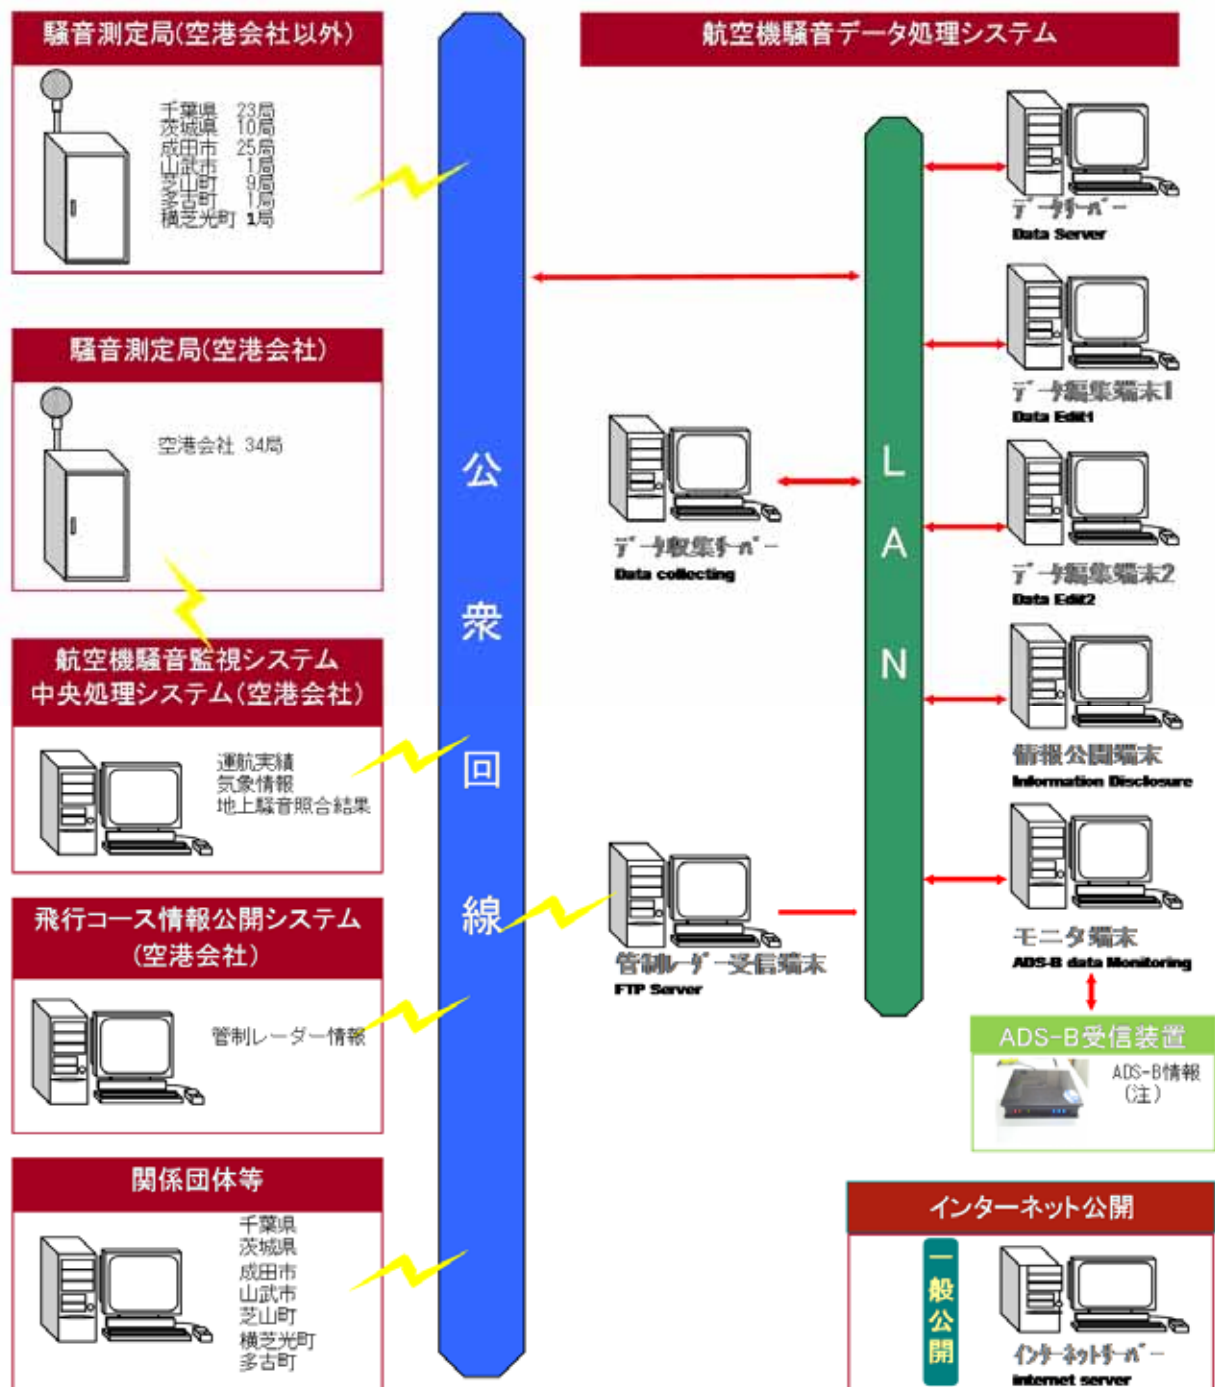 騒音測定局(空港会社以外)
千葉県 23局
茨城県 10局
成田市 25局
山武市 1局
芝山町 9局
多古町 1局
横芝光町 1局
騒音測定局(空港会社)
空港会社 34局
航空機騒音監視システム
中央処理システム(空港会社)
運航実績
気象情報
地上騒音照合結果
飛行コース情報公開システム
(空港会社)
管制レーダー情報
関係団体等
千葉県
茨城県
成田市
山武市
芝山町
横芝光町
多古町
公衆回線
航空機騒音データ処理システム
データ収集サーバー
Data collecting
管制レーダー受信端末
FTP Server
LAN
データサーバー
Data Server
データ編集端末1
Data Edit1
データ編集端末2
Data Edit2
情報公開端末
Information Disclosure
モニタ端末
ADS-B data Monitoring
ADS-B受信装置
ADS-B情報
(注)
インターネット公開
一般公開
インターネットサーバー
internet server